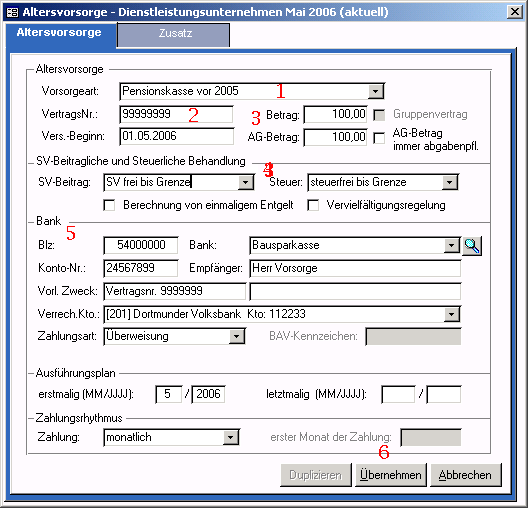 Altersvorsorge - Dienstleistungsunternehmen Mai 2006 (aktuell)
Altersvorsorge Zusatz
Altersvorsorge
Vorsorgeart: Pensionskasse vor 2005 1
VertragsNr.: 99999999 2 3 Betrag: 100,00 Gruppenvertrag
Vers.-Beginn: 01.05.2006 AG-Betrag: 100,00 AG-Betrag
immer abgabenpfl.
SV-Beitragliche und Steuerliche Behandlung
SV-Beitrag: SV frei bis Grenze Steuer: steuerfrei bis Grenze
Berechnung von einmaligem Entgelt Vervielfältigungsregelung
Bank
5
Blz: 54000000 Bank: Bausparkasse
Konto-Nr.: 24567899 Empfänger: Herr Vorsorge
Vorl. Zweck: Vertragsnr. 9999999
Verrech.Kto.: [201] Dortmunder Volksbank Kto: 112233
Zahlungsart: Überweisung BAV-Kennzeichen:
Ausführungsplan
erstmalig (MM/JJJJ): 5 / 2006 letztmalig (MM/JJJJ): /
Zahlungsrhythmus
Zahlung: monatlich erster Monat der Zahlung:
6
Duplizieren Übernehmen Abbrechen